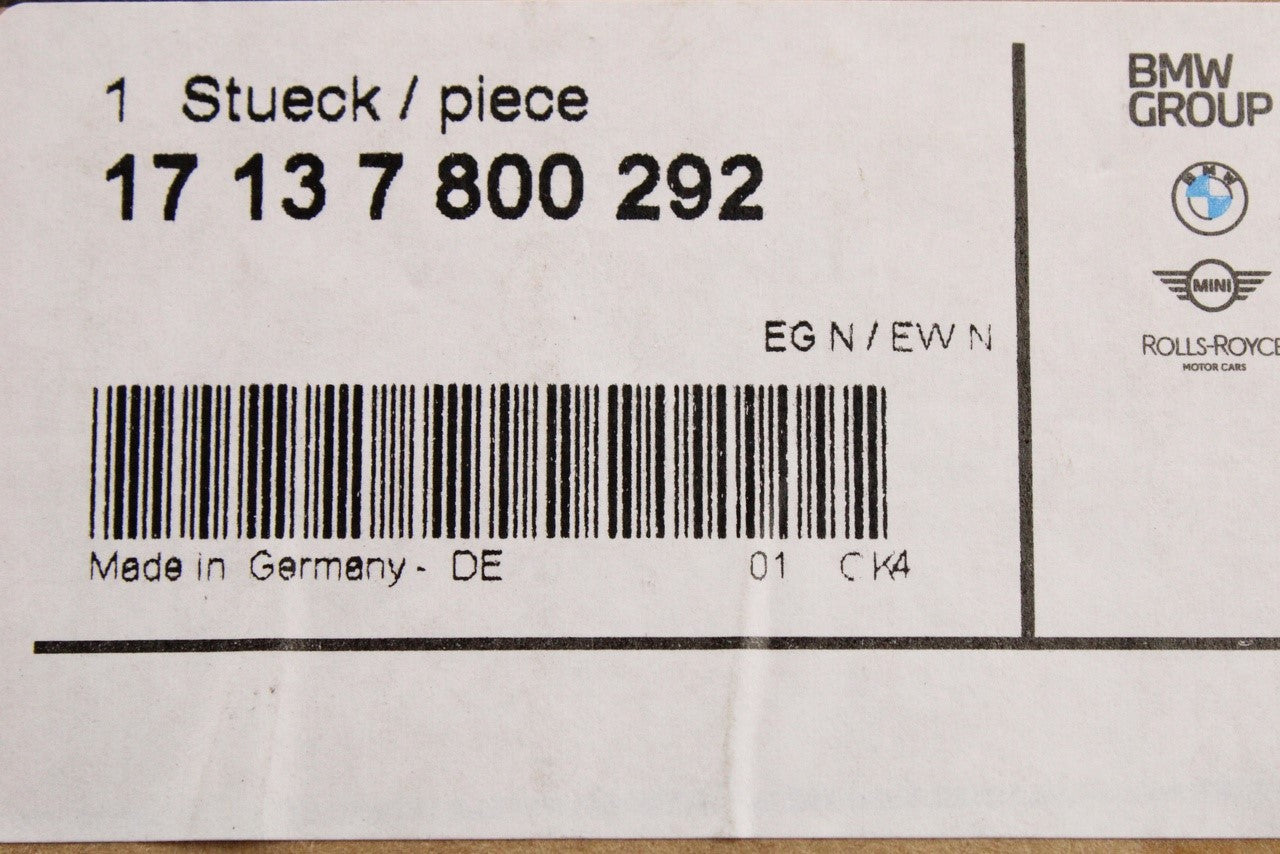 1 Stueck / piece
17 13 7 800 292
EG N / EW N
Made in Germany - DE 01 CK4
BMW
GROUP
BMW
MINI
ROLLS-ROYCE
MOTOR CARS